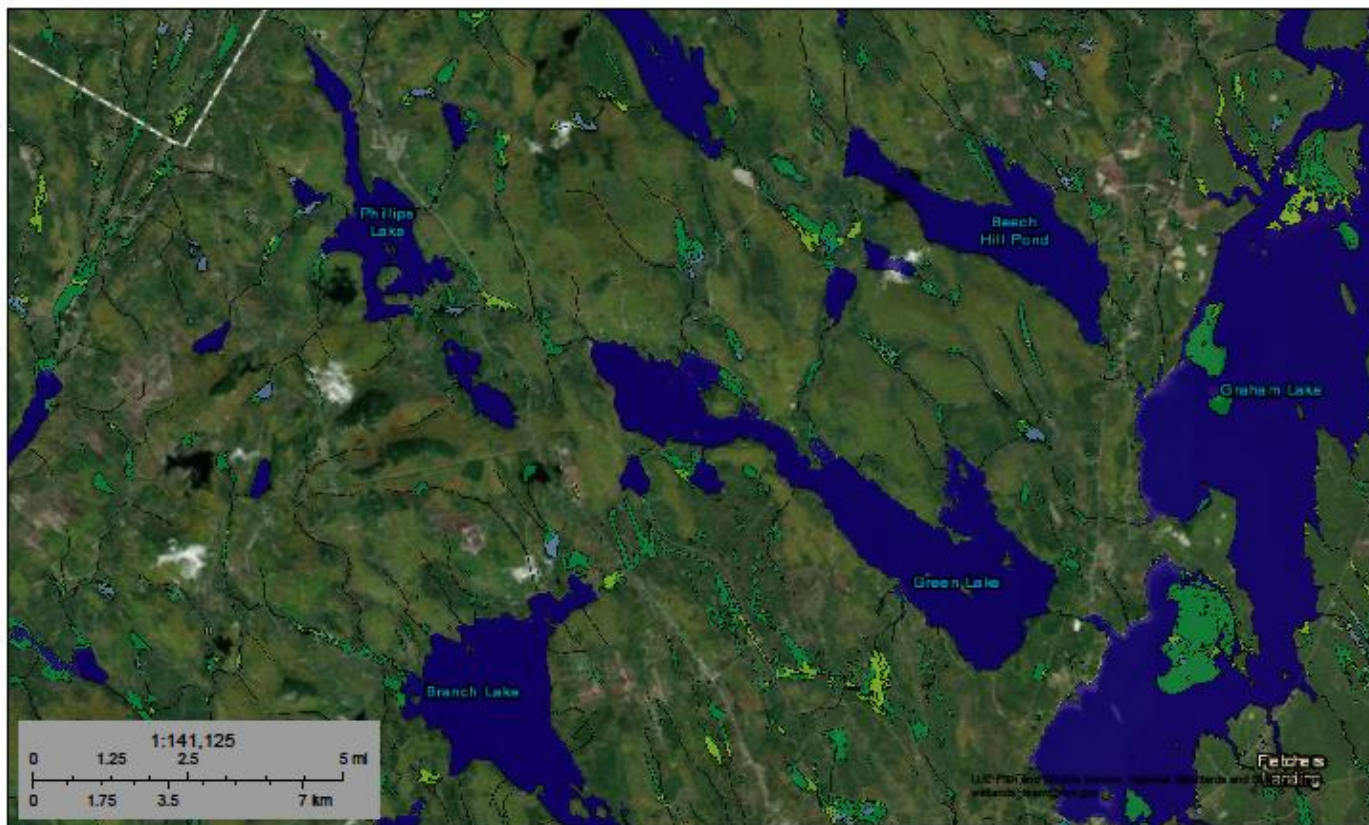 Phillips
Lake
Beech
Hill Pond
Graham Lake
Green Lake
Branch Lake
1:141,125
0 1.25 2.5 5 mi
0 1.75 3.5 7 km
Fletchers
Landing